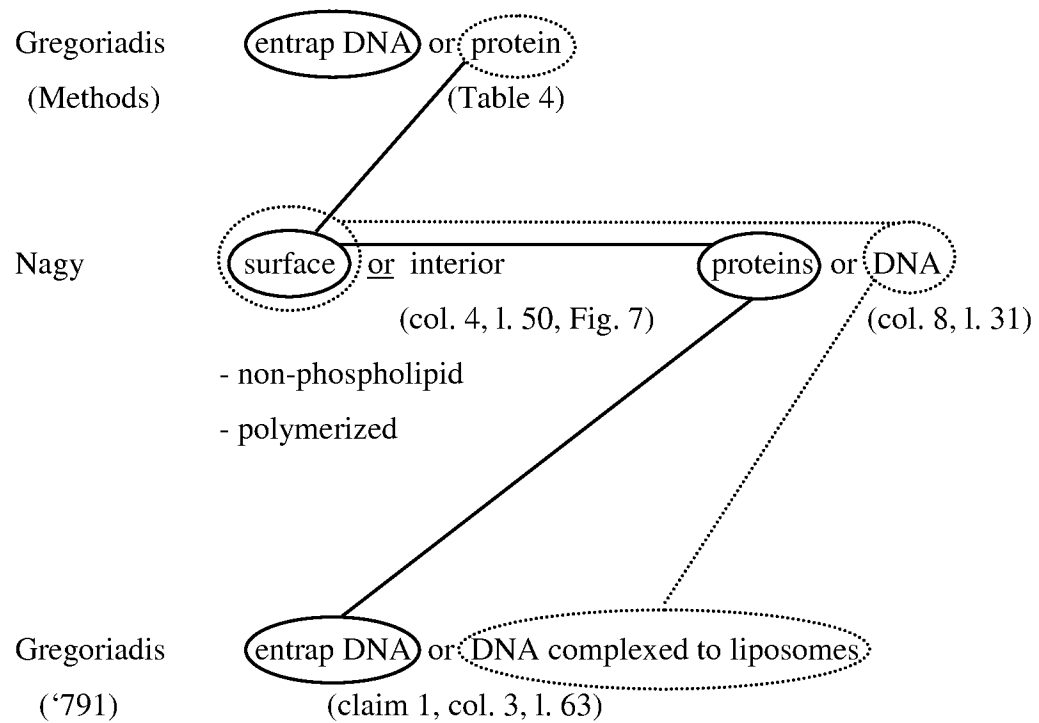 Gregoriadis entrap DNA or protein
(Methods) (Table 4)
Nagy surface or interior proteins or DNA
(col. 4, l. 50, Fig. 7) (col. 8, l. 31)
- non-phospholipid
- polymerized
Gregoriadis entrap DNA or DNA complexed to liposomes
(‘791) (claim 1, col. 3, l. 63)